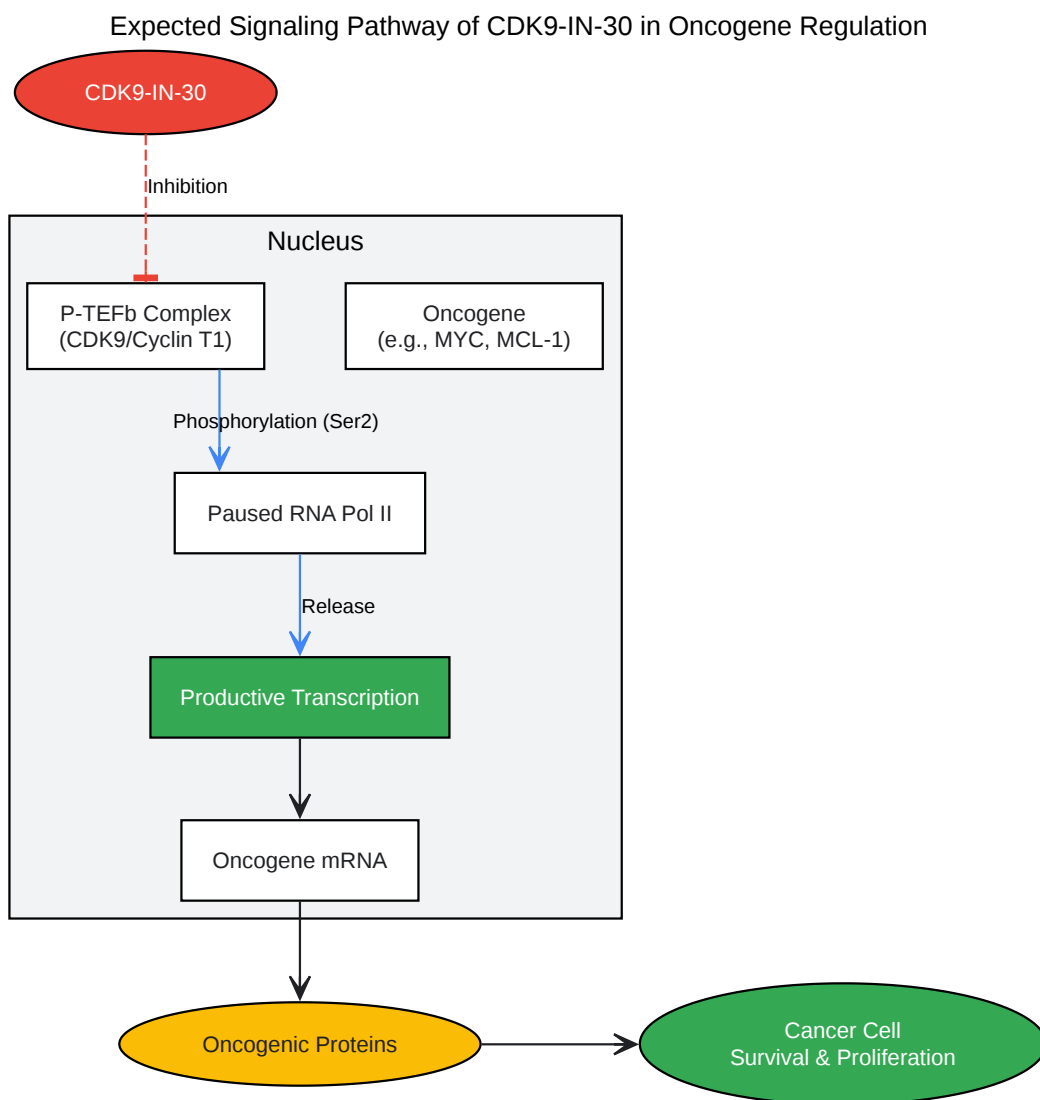 Expected Signaling Pathway of CDK9-IN-30 in Oncogene Regulation
CDK9-IN-30
Inhibition
Nucleus
P-TEFb Complex
(CDK9/Cyclin T1)
Oncogene
(e.g., MYC, MCL-1)
Phosphorylation (Ser2)
Paused RNA Pol II
Release
Productive Transcription
Oncogene mRNA
Oncogenic Proteins
Cancer Cell
Survival & Proliferation